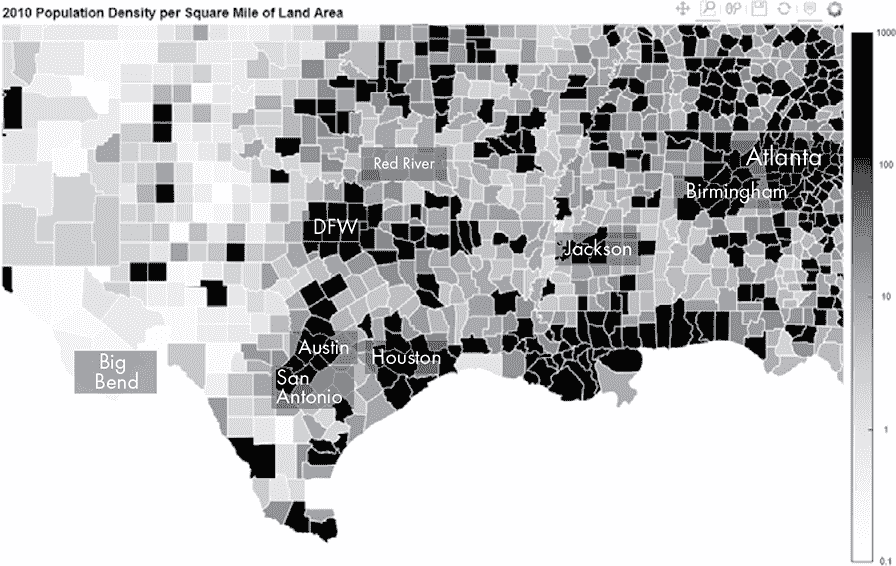 2010 Population Density per Square Mile of Land Area
1000
Red River
Atlanta
100
Birmingham
DFW
Jackson
10
Austin
Houston
Big
Bend
San
Antonio
1
0.1